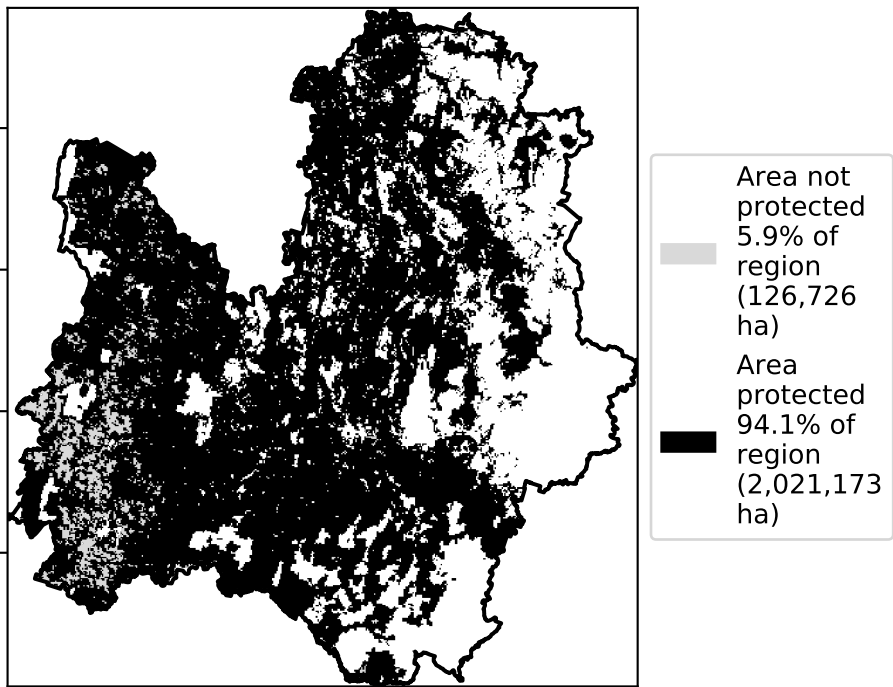 Area not
protected
5.9% of
region
(126,726
ha)
Area
protected
94.1% of
region
(2,021,173
ha)